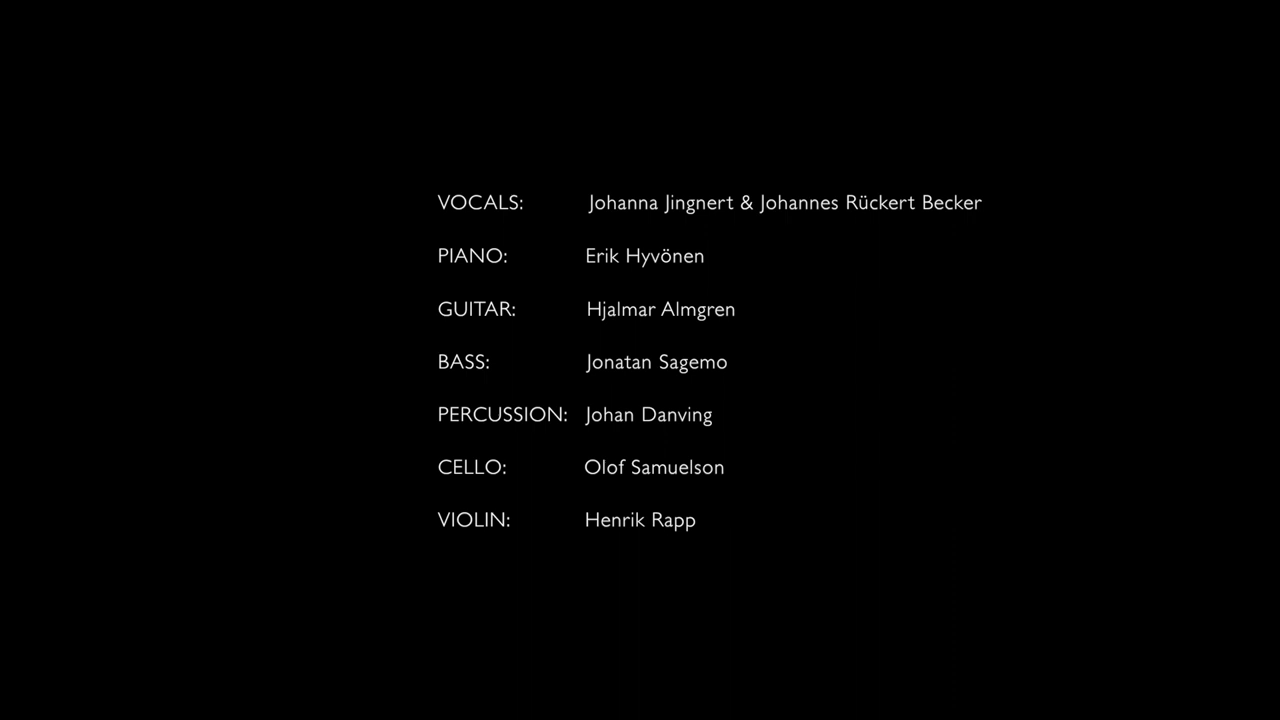 VOCALS: Johanna Jingnert & Johannes Rückert Becker
PIANO: Erik Hyvönen
GUITAR: Hjalmar Almgren
BASS: Jonatan Sagemo
PERCUSSION: Johan Danving
CELLO: Olof Samuelson
VIOLIN: Henrik Rapp